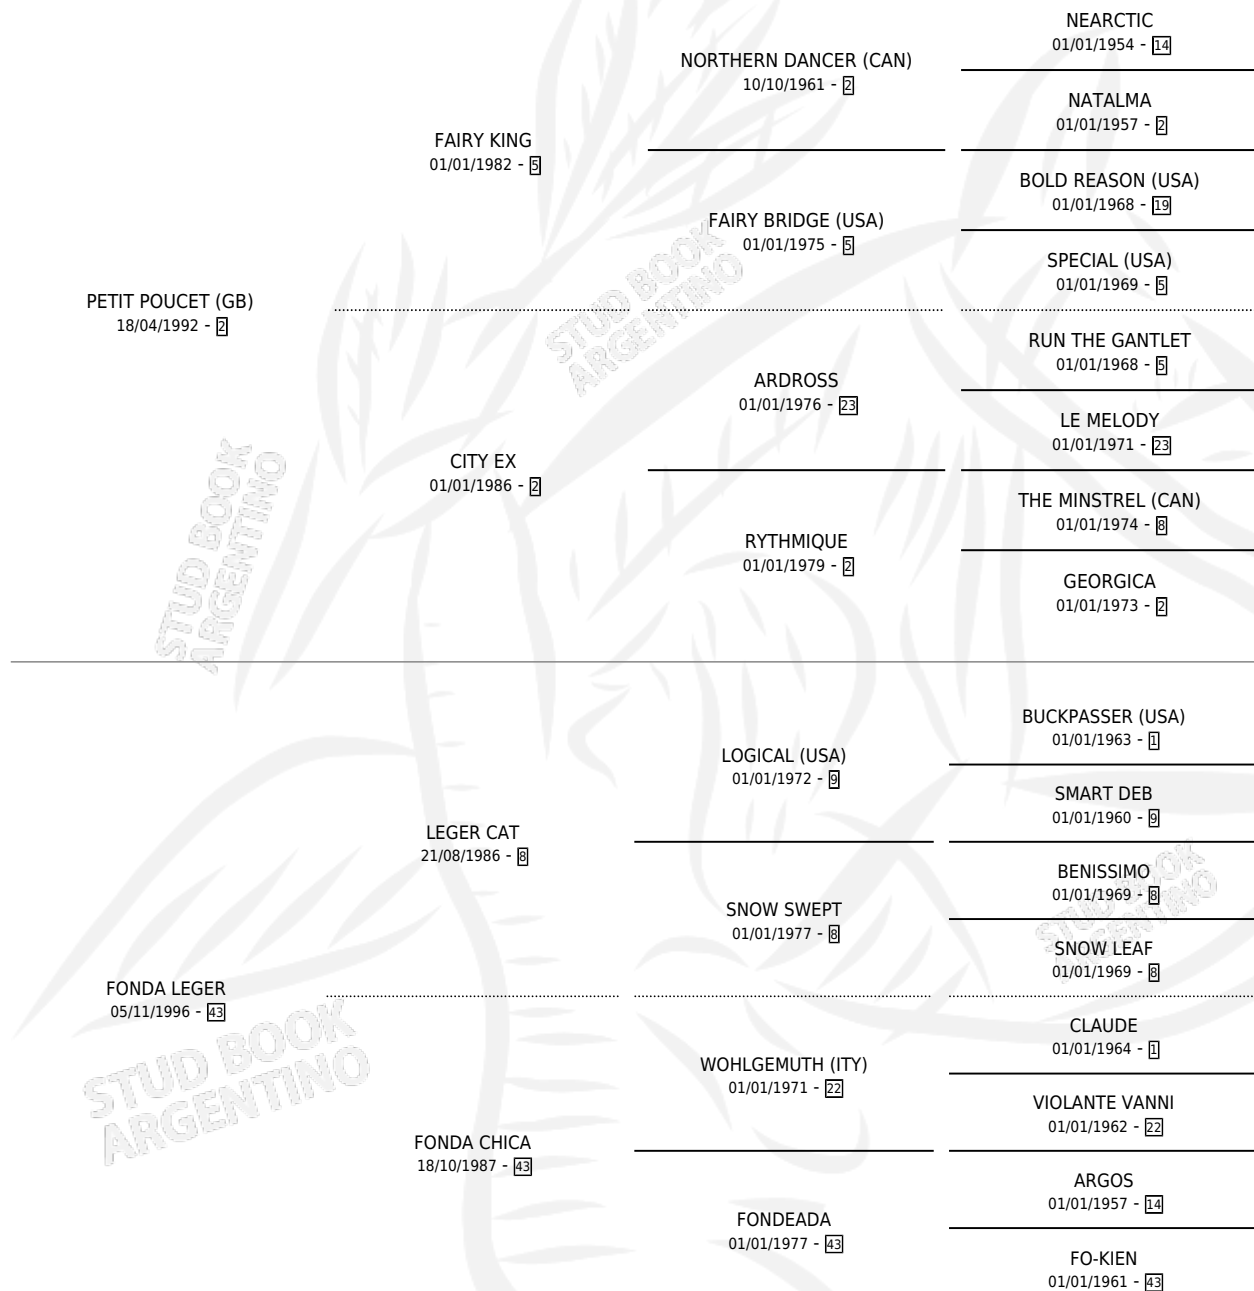 NEARCTIC
01/01/1954 - 14
NORTHERN DANCER (CAN)
10/10/1961 - 2
NATALMA
01/01/1957 - 2
FAIRY KING
01/01/1982 - 5
BOLD REASON (USA)
01/01/1968 - 19
FAIRY BRIDGE (USA)
01/01/1975 - 5
SPECIAL (USA)
01/01/1969 - 5
PETIT POUCET (GB)
18/04/1992 - 2
STUD BOOK
ARGENTINO
RUN THE GANTLET
01/01/1968 - 5
ARDROSS
01/01/1976 - 23
LE MELODY
01/01/1971 - 23
CITY EX
01/01/1986 - 2
THE MINSTREL (CAN)
01/01/1974 - 8
RYTHMIQUE
01/01/1979 - 2
GEORGICA
01/01/1973 - 2
STUD BOOK
ARGENTINO
BUCKPASSER (USA)
01/01/1963 - 1
LOGICAL (USA)
01/01/1972 - 9
SMART DEB
01/01/1960 - 9
LEGER CAT
21/08/1986 - 8
BENISSIMO
01/01/1969 - 8
SNOW SWEPT
01/01/1977 - 8
STUD BOOK
ARGENTINO
SNOW LEAF
01/01/1969 - 8
FONDA LEGER
05/11/1996 - 43
STUD BOOK
ARGENTINO
CLAUDE
01/01/1964 - 1
WOHLGEMUTH (ITY)
01/01/1971 - 22
VIOLANTE VANNI
01/01/1962 - 22
FONDA CHICA
18/10/1987 - 43
ARGOS
01/01/1957 - 14
FONDEADA
01/01/1977 - 43
FO-KIEN
01/01/1961 - 43